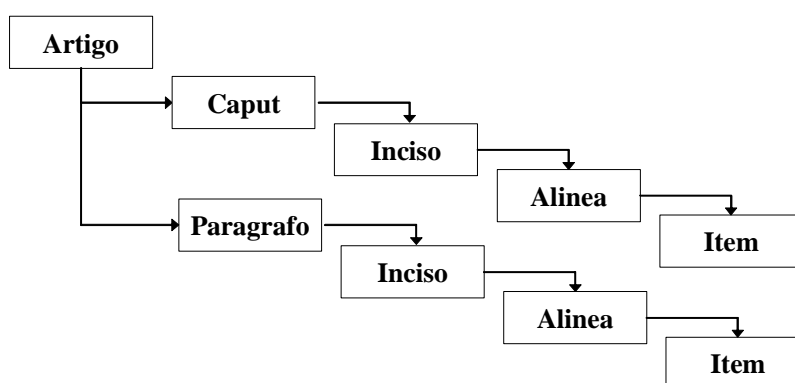 Artigo
Caput
Inciso
Alinea
Item
Paragrafo
Inciso
Alinea
Item